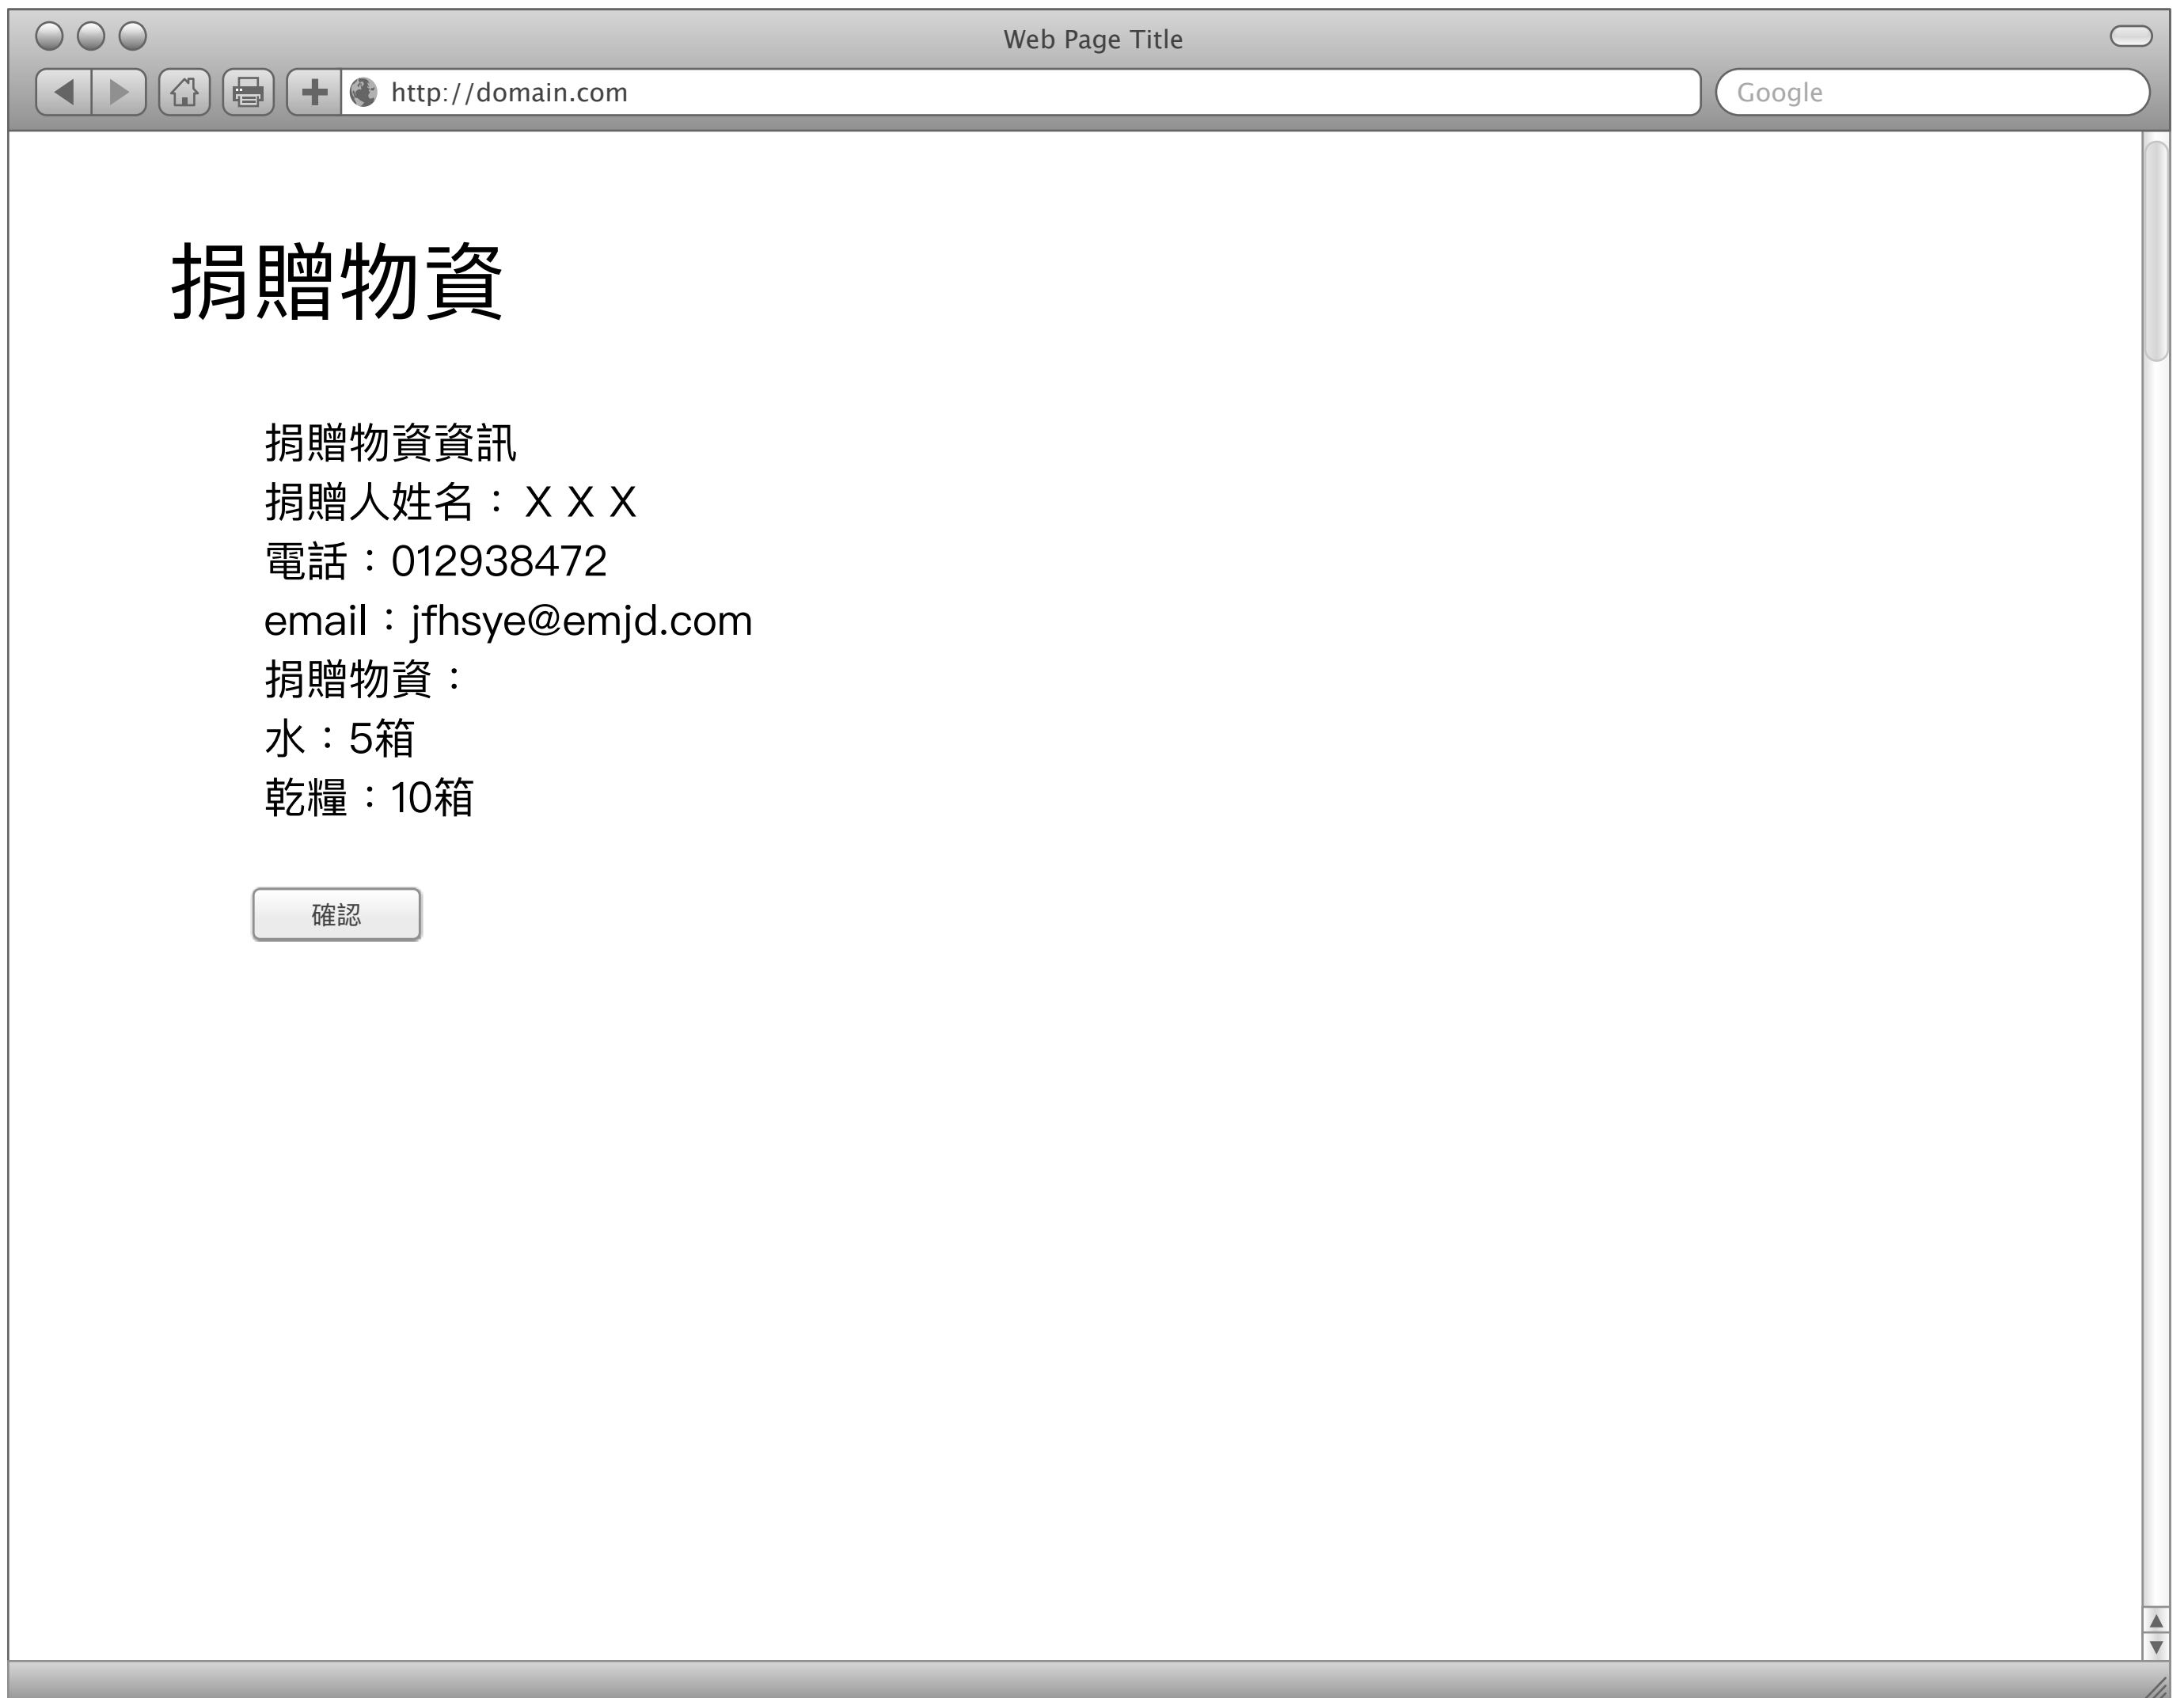 Web Page Title
http://domain.com
Google
捐贈物資
捐贈物資資訊
捐贈人姓名：ＸＸＸ
電話：012938472
email：jfhsye@emjd.com
捐贈物資：
水：5箱
乾糧：10箱
確認